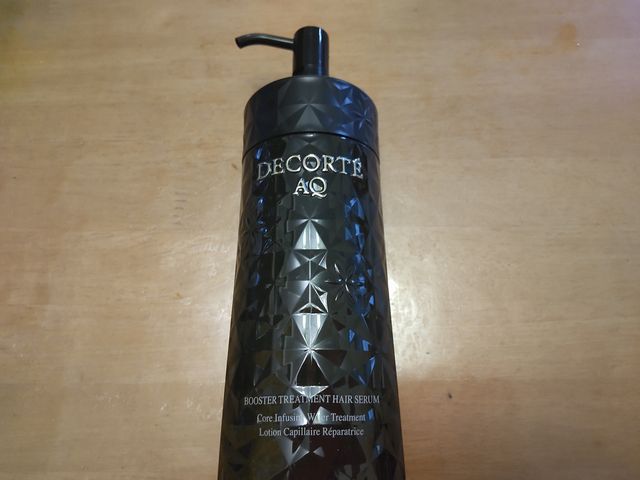 DECORTÉ
AQ
BOOSTER TREATMENT HAIR SERUM
Core Infusing Water Treatment
Lotion Capillaire Réparatrice